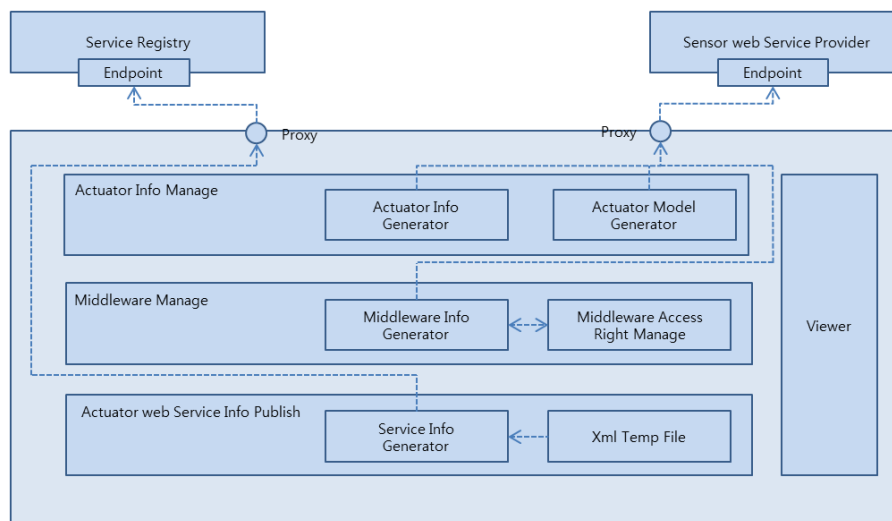 Service Registry
Endpoint
Sensor web Service Provider
Endpoint
Proxy
Proxy
Actuator Info Manage
Actuator Info
Generator
Actuator Model
Generator
Middleware Manage
Middleware Info
Generator
Middleware Access
Right Manage
Viewer
Actuator web Service Info Publish
Service Info
Generator
Xml Temp File